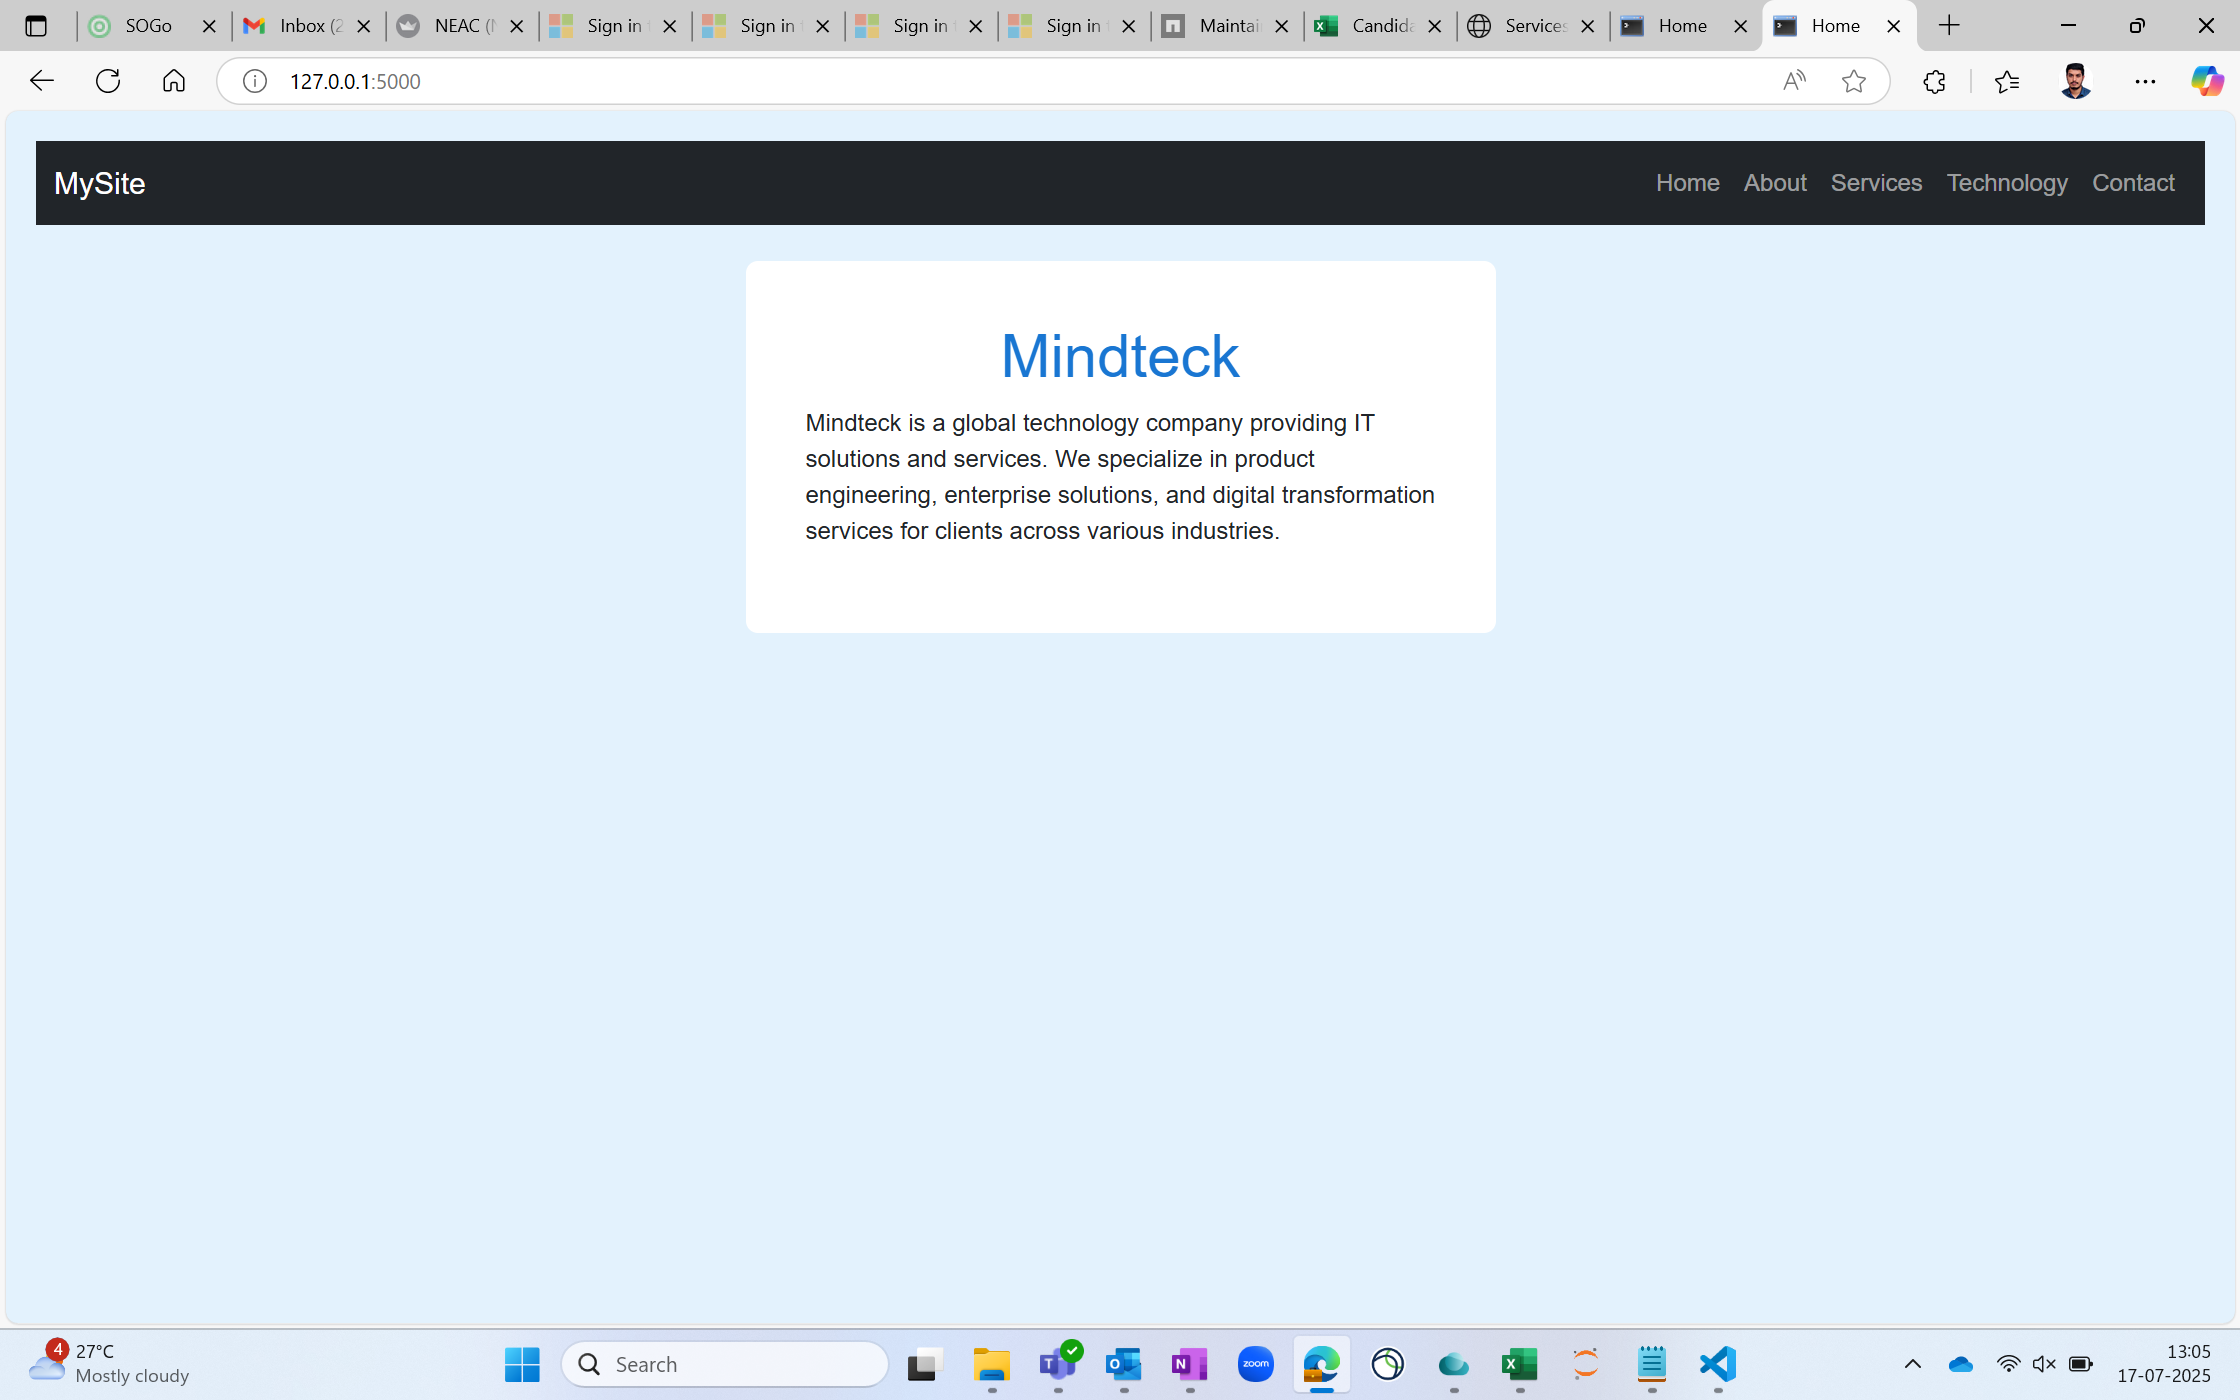 SOGo
Inbox (2
NEAC (
Sign in
Sign in
Sign in
Sign in
Maintai
Candida
Services
Home
Home
127.0.0.1:5000
MySite
Home About Services Technology Contact
Mindteck
Mindteck is a global technology company providing IT
solutions and services. We specialize in product
engineering, enterprise solutions, and digital transformation
services for clients across various industries.
4
27°C
Mostly cloudy
Search
zoom
13:05
17-07-2025